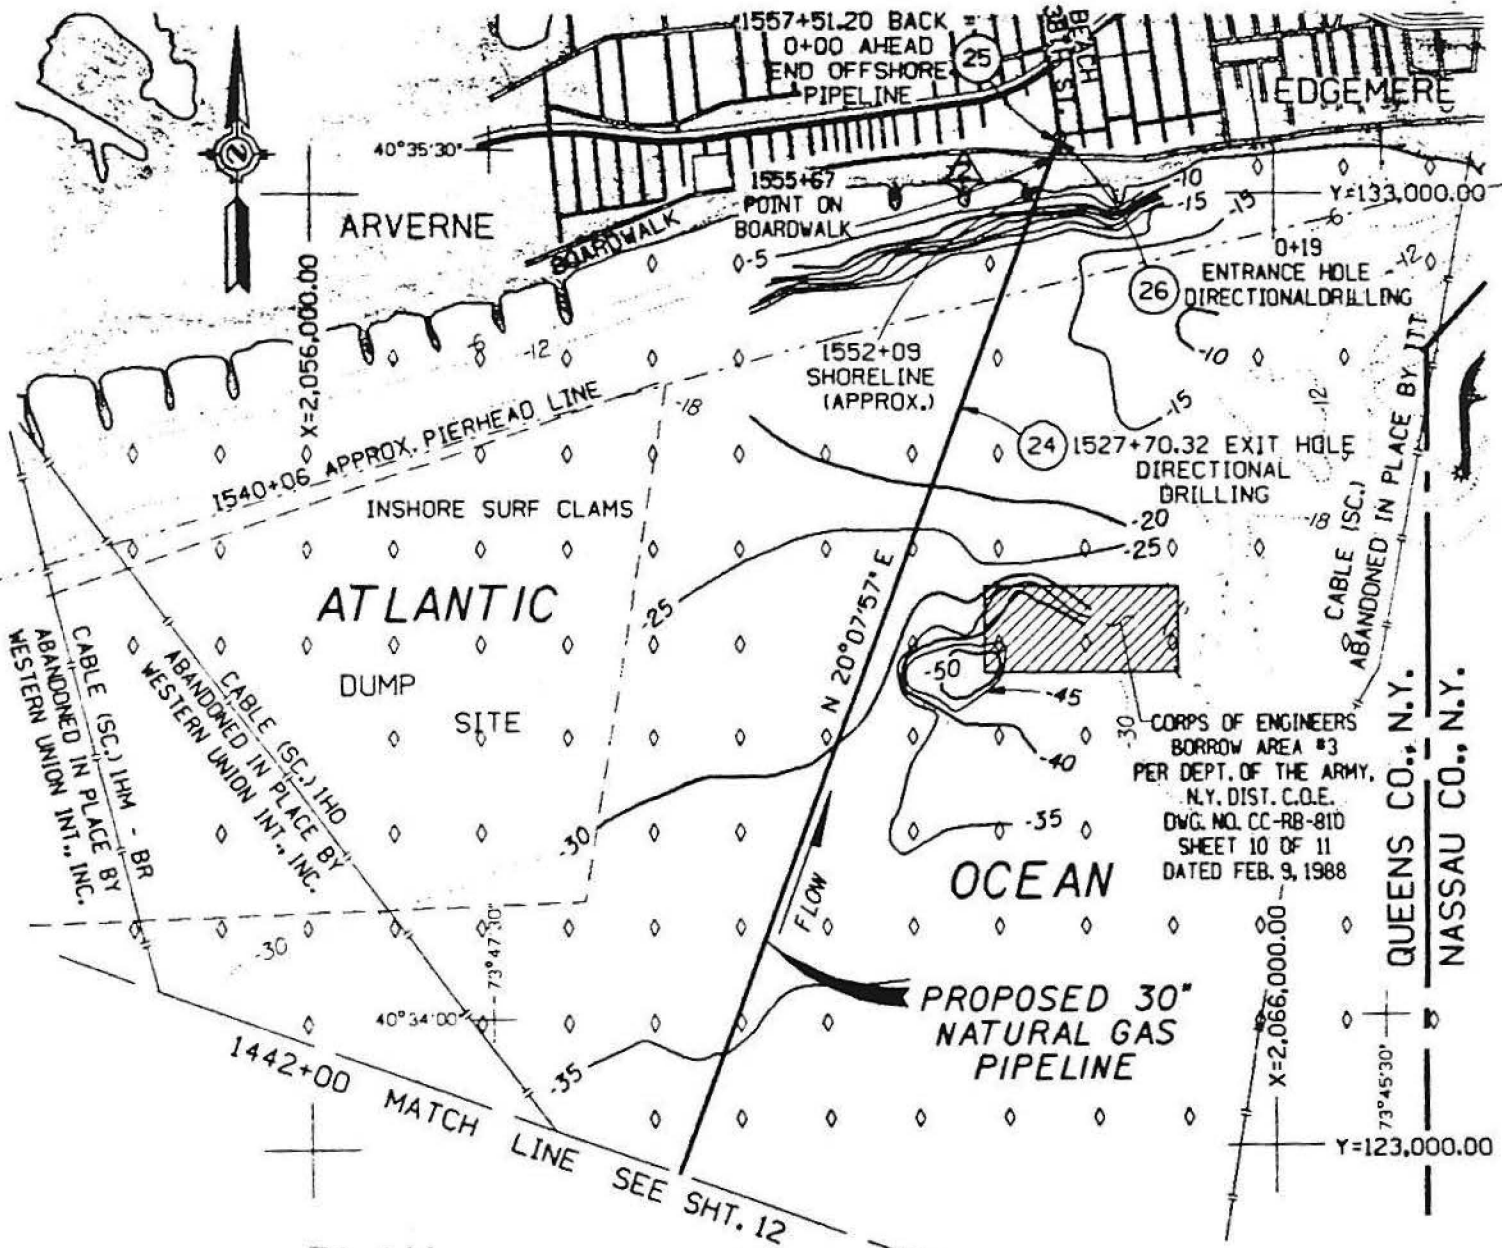 1557+51.20 BACK
0+00 AHEAD
END OFFSHORE
PIPELINE
25
BEACH
38TH ST
EDGEMERE
40°35'30"
1555+67
POINT ON
BOARDWALK
2
-10
-15
-15
Y=133,000.00
ARVERNE
BOARDWALK
-5
-6
0+19
ENTRANCE HOLE
DIRECTIONALDRILLING
26
-12
X=2,056,000.00
-6
-12
1552+09
SHORELINE
(APPROX.)
-10
-12
-15
-18
1540+06 APPROX. PIERHEAD LINE
24
1527+70.32 EXIT HOLE
DIRECTIONAL
DRILLING
INSHORE SURF CLAMS
-20
-18
-25
CABLE (SC.)
ABANDONED IN PLACE BY ITT
ATLANTIC
-25
N 20°07'57" E
DUMP
SITE
-50
-45
-40
-35
-30
CABLE (SC.) 1HM - BR
ABANDONED IN PLACE BY
WESTERN UNION INT., INC.
CABLE (SC.) 1HO
ABANDONED IN PLACE BY
WESTERN UNION INT., INC.
CORPS OF ENGINEERS
BORROW AREA #3
PER DEPT. OF THE ARMY,
N.Y. DIST. C.O.E.
DWG. NO. CC-RB-810
SHEET 10 OF 11
DATED FEB. 9, 1988
QUEENS CO., N.Y.
NASSAU CO., N.Y.
-30
OCEAN
FLOW
-30
73°47'30"
40°34'00"
PROPOSED 30"
NATURAL GAS
PIPELINE
X=2,066,000.00
73°45'30"
-35
1442+00 MATCH LINE SEE SHT. 12
Y=123,000.00